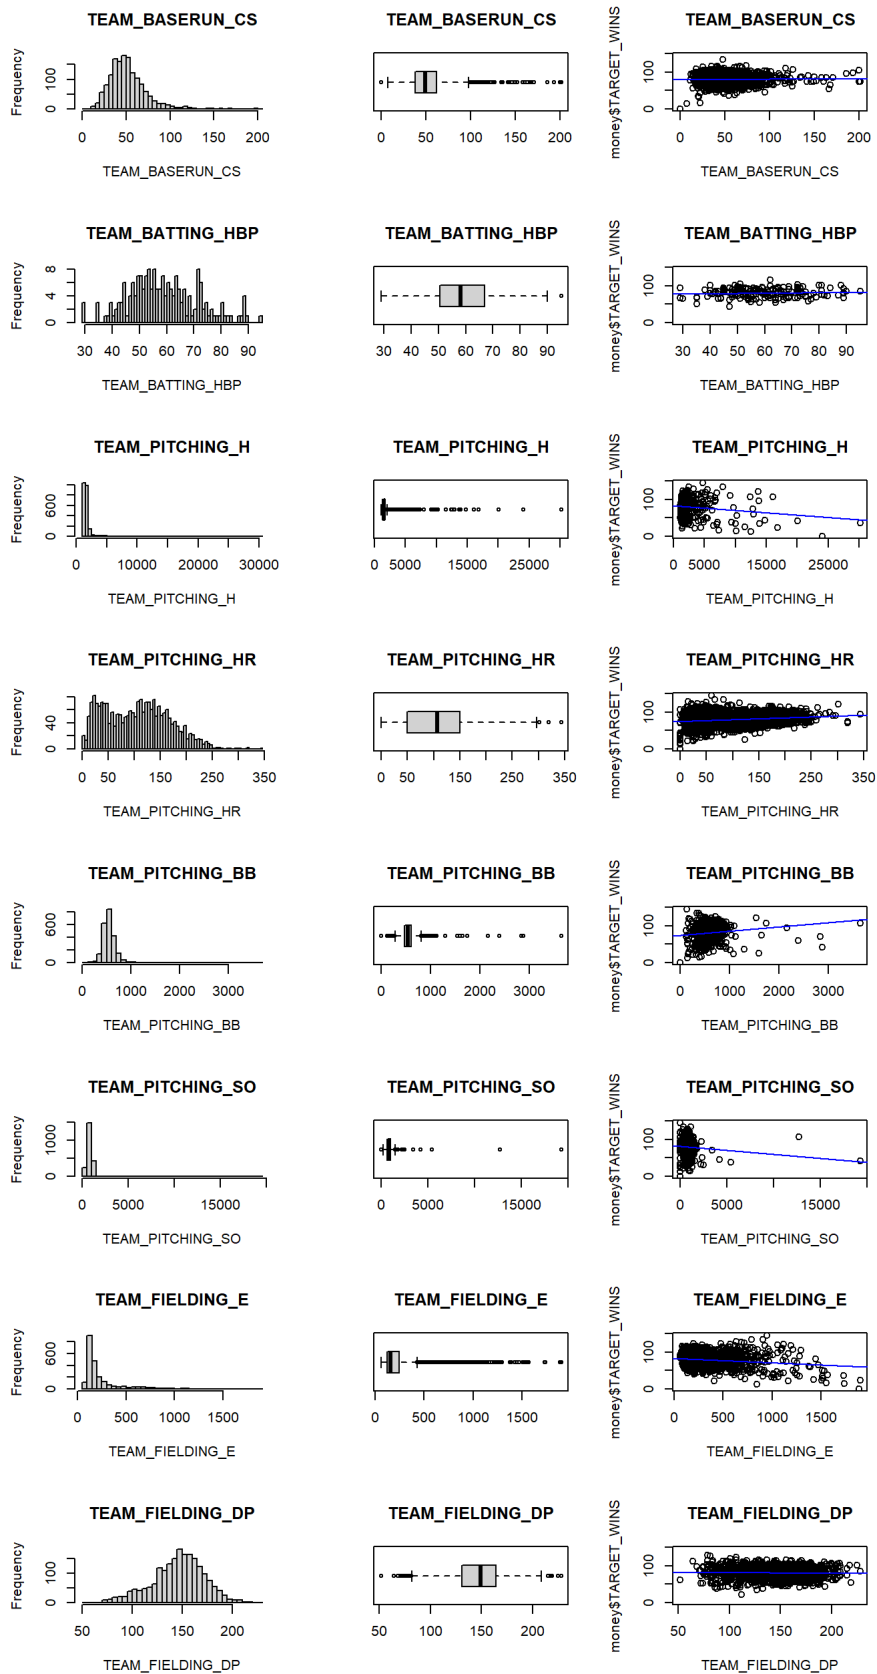 TEAM_BASERUN_CS TEAM_BASERUN_CS TEAM_BASERUN_CS
Frequency 0 100 money$TARGET_WINS 0 100
0 50 100 150 200 0 50 100 150 200 0 50 100 150 200
TEAM_BASERUN_CS TEAM_BASERUN_CS TEAM_BASERUN_CS
TEAM_BATTING_HBP TEAM_BATTING_HBP TEAM_BATTING_HBP
Frequency 0 4 8 money$TARGET_WINS 0 100
30 40 50 60 70 80 90 30 40 50 60 70 80 90 30 40 50 60 70 80 90
TEAM_BATTING_HBP TEAM_BATTING_HBP TEAM_BATTING_HBP
TEAM_PITCHING_H TEAM_PITCHING_H TEAM_PITCHING_H
Frequency 0 600 money$TARGET_WINS 0 100
0 10000 20000 30000 0 5000 15000 25000 0 5000 15000 25000
TEAM_PITCHING_H TEAM_PITCHING_H TEAM_PITCHING_H
TEAM_PITCHING_HR TEAM_PITCHING_HR TEAM_PITCHING_HR
Frequency 0 40 money$TARGET_WINS 0 100
0 50 100 150 200 250 350 0 50 150 250 350 0 50 150 250 350
TEAM_PITCHING_HR TEAM_PITCHING_HR TEAM_PITCHING_HR
TEAM_PITCHING_BB TEAM_PITCHING_BB TEAM_PITCHING_BB
Frequency 0 600 money$TARGET_WINS 0 100
0 1000 2000 3000 0 1000 2000 3000 0 1000 2000 3000
TEAM_PITCHING_BB TEAM_PITCHING_BB TEAM_PITCHING_BB
TEAM_PITCHING_SO TEAM_PITCHING_SO TEAM_PITCHING_SO
Frequency 0 1000 money$TARGET_WINS 0 100
0 5000 15000 0 5000 15000 0 5000 15000
TEAM_PITCHING_SO TEAM_PITCHING_SO TEAM_PITCHING_SO
TEAM_FIELDING_E TEAM_FIELDING_E TEAM_FIELDING_E
Frequency 0 600 money$TARGET_WINS 0 100
0 500 1000 1500 0 500 1000 1500 0 500 1000 1500
TEAM_FIELDING_E TEAM_FIELDING_E TEAM_FIELDING_E
TEAM_FIELDING_DP TEAM_FIELDING_DP TEAM_FIELDING_DP
Frequency 0 100 money$TARGET_WINS 0 100
50 100 150 200 50 100 150 200 50 100 150 200
TEAM_FIELDING_DP TEAM_FIELDING_DP TEAM_FIELDING_DP